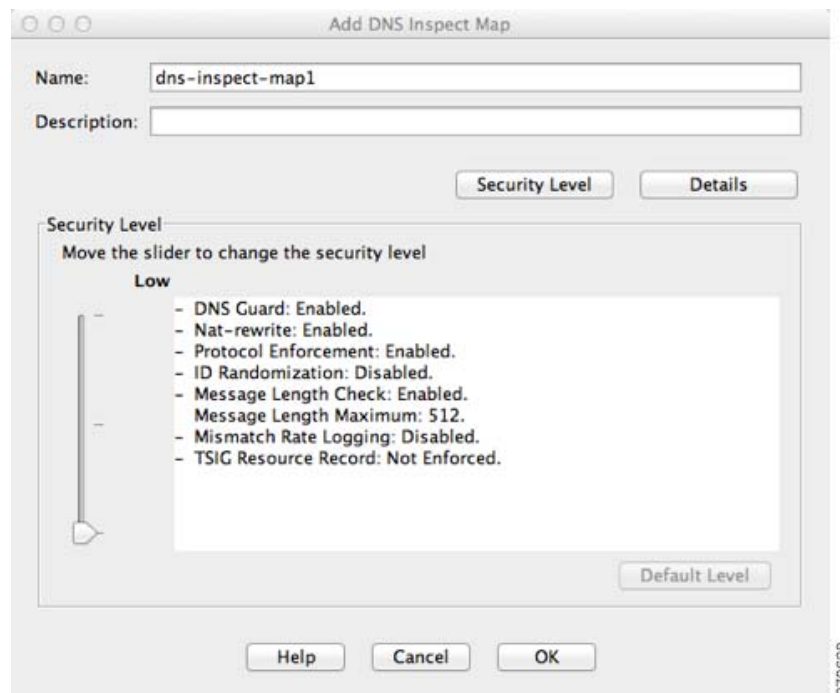 Add DNS Inspect Map
Name: dns-inspect-map1
Description:
Security Level Details
Security Level
Move the slider to change the security level
Low
- DNS Guard: Enabled.
- Nat-rewrite: Enabled.
- Protocol Enforcement: Enabled.
- ID Randomization: Disabled.
- Message Length Check: Enabled.
Message Length Maximum: 512.
- Mismatch Rate Logging: Disabled.
- TSIG Resource Record: Not Enforced.
Default Level
Help Cancel OK